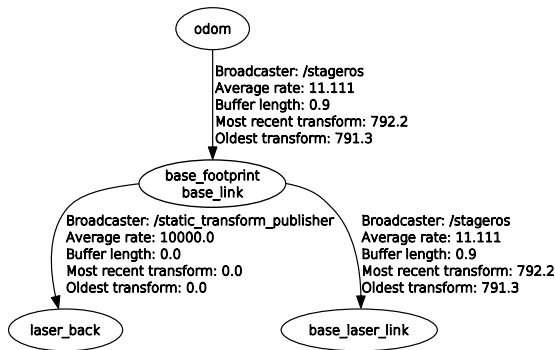 odom
Broadcaster: /stageros
Average rate: 11.111
Buffer length: 0.9
Most recent transform: 792.2
Oldest transform: 791.3
base_footprint
base_link
Broadcaster: /static_transform_publisher
Average rate: 10000.0
Buffer length: 0.0
Most recent transform: 0.0
Oldest transform: 0.0
Broadcaster: /stageros
Average rate: 11.111
Buffer length: 0.9
Most recent transform: 792.2
Oldest transform: 791.3
laser_back
base_laser_link